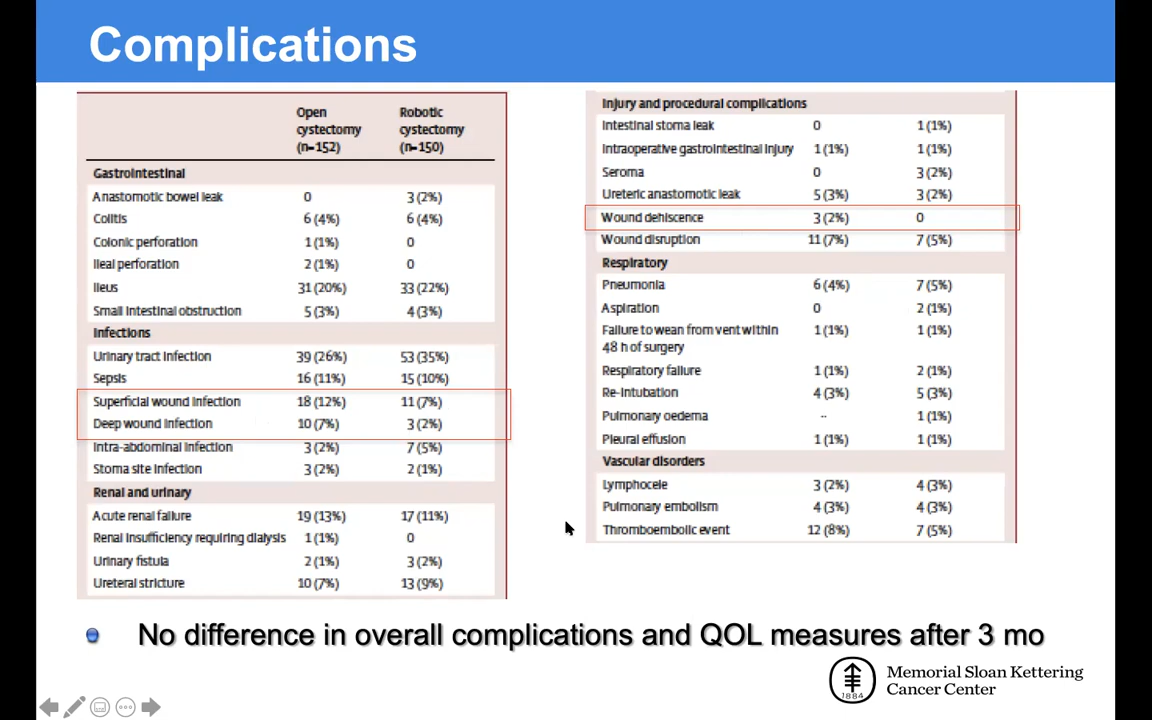 Complications
Open Robotic
cystectomy cystectomy
(n=152) (n=150)
Gastrointestinal
Anastomotic bowel leak 0 3 (2%)
Colitis 6 (4%) 6 (4%)
Colonic perforation 1 (1%) 0
Ileal perforation 2 (1%) 0
Ileus 31 (20%) 33 (22%)
Small intestinal obstruction 5 (3%) 4 (3%)
Infections
Urinary tract infection 39 (26%) 53 (35%)
Sepsis 16 (11%) 15 (10%)
Superficial wound infection 18 (12%) 11 (7%)
Deep wound infection 10 (7%) 3 (2%)
Intra-abdominal infection 3 (2%) 7 (5%)
Stoma site infection 3 (2%) 2 (1%)
Renal and urinary
Acute renal failure 19 (13%) 17 (11%)
Renal insufficiency requiring dialysis 1 (1%) 0
Urinary fistula 2 (1%) 3 (2%)
Ureteral stricture 10 (7%) 13 (9%)
Injury and procedural complications
Intestinal stoma leak 0 1 (1%)
Intraoperative gastrointestinal injury 1 (1%) 1 (1%)
Seroma 0 3 (2%)
Ureteric anastomotic leak 5 (3%) 3 (2%)
Wound dehiscence 3 (2%) 0
Wound disruption 11 (7%) 7 (5%)
Respiratory
Pneumonia 6 (4%) 7 (5%)
Aspiration 0 2 (1%)
Failure to wean from vent within 1 (1%) 1 (1%)
48 h of surgery
Respiratory failure 1 (1%) 2 (1%)
Re-intubation 4 (3%) 5 (3%)
Pulmonary oedema ·· 1 (1%)
Pleural effusion 1 (1%) 1 (1%)
Vascular disorders
Lymphocele 3 (2%) 4 (3%)
Pulmonary embolism 4 (3%) 4 (3%)
Thromboembolic event 12 (8%) 7 (5%)
No difference in overall complications and QOL measures after 3 mo
1884
Memorial Sloan Kettering
Cancer Center